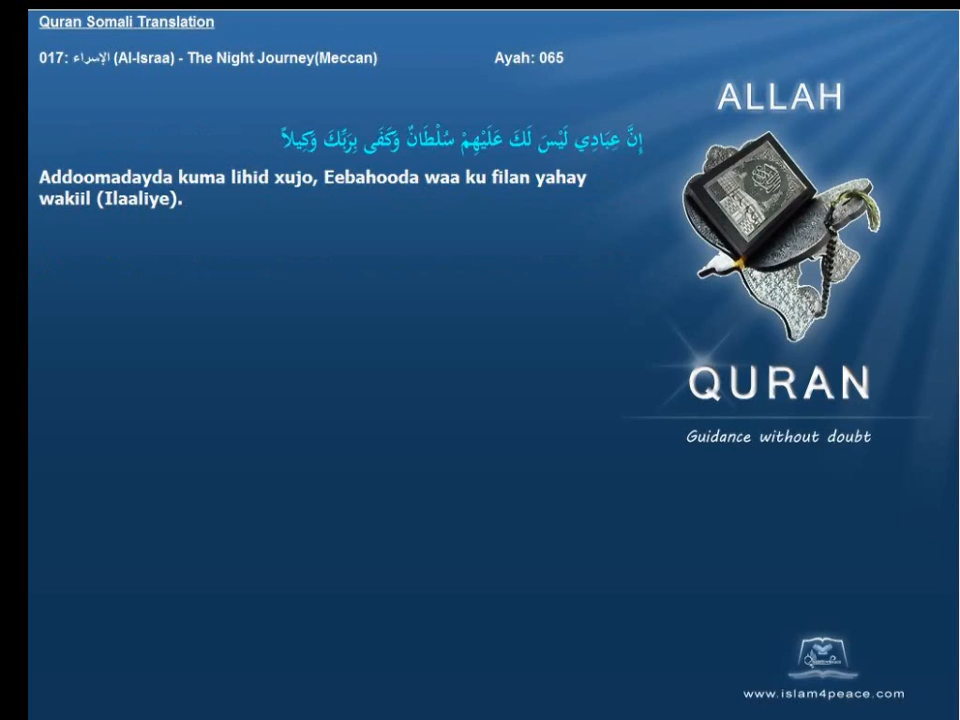 Quran Somali Translation
017: الإسراء (Al-Israa) - The Night Journey(Meccan) Ayah: 065
إِنَّ عِبَادِي لَيْسَ لَكَ عَلَيْهِمْ سُلْطَانٌ وَكَفَى بِرَبِّكَ وَكِيلاً
Addoomadayda kuma lihid xujo, Eebahooda waa ku filan yahay
wakiil (Ilaaliye).
ALLAH
QURAN
Guidance without doubt
www.islam4peace.com